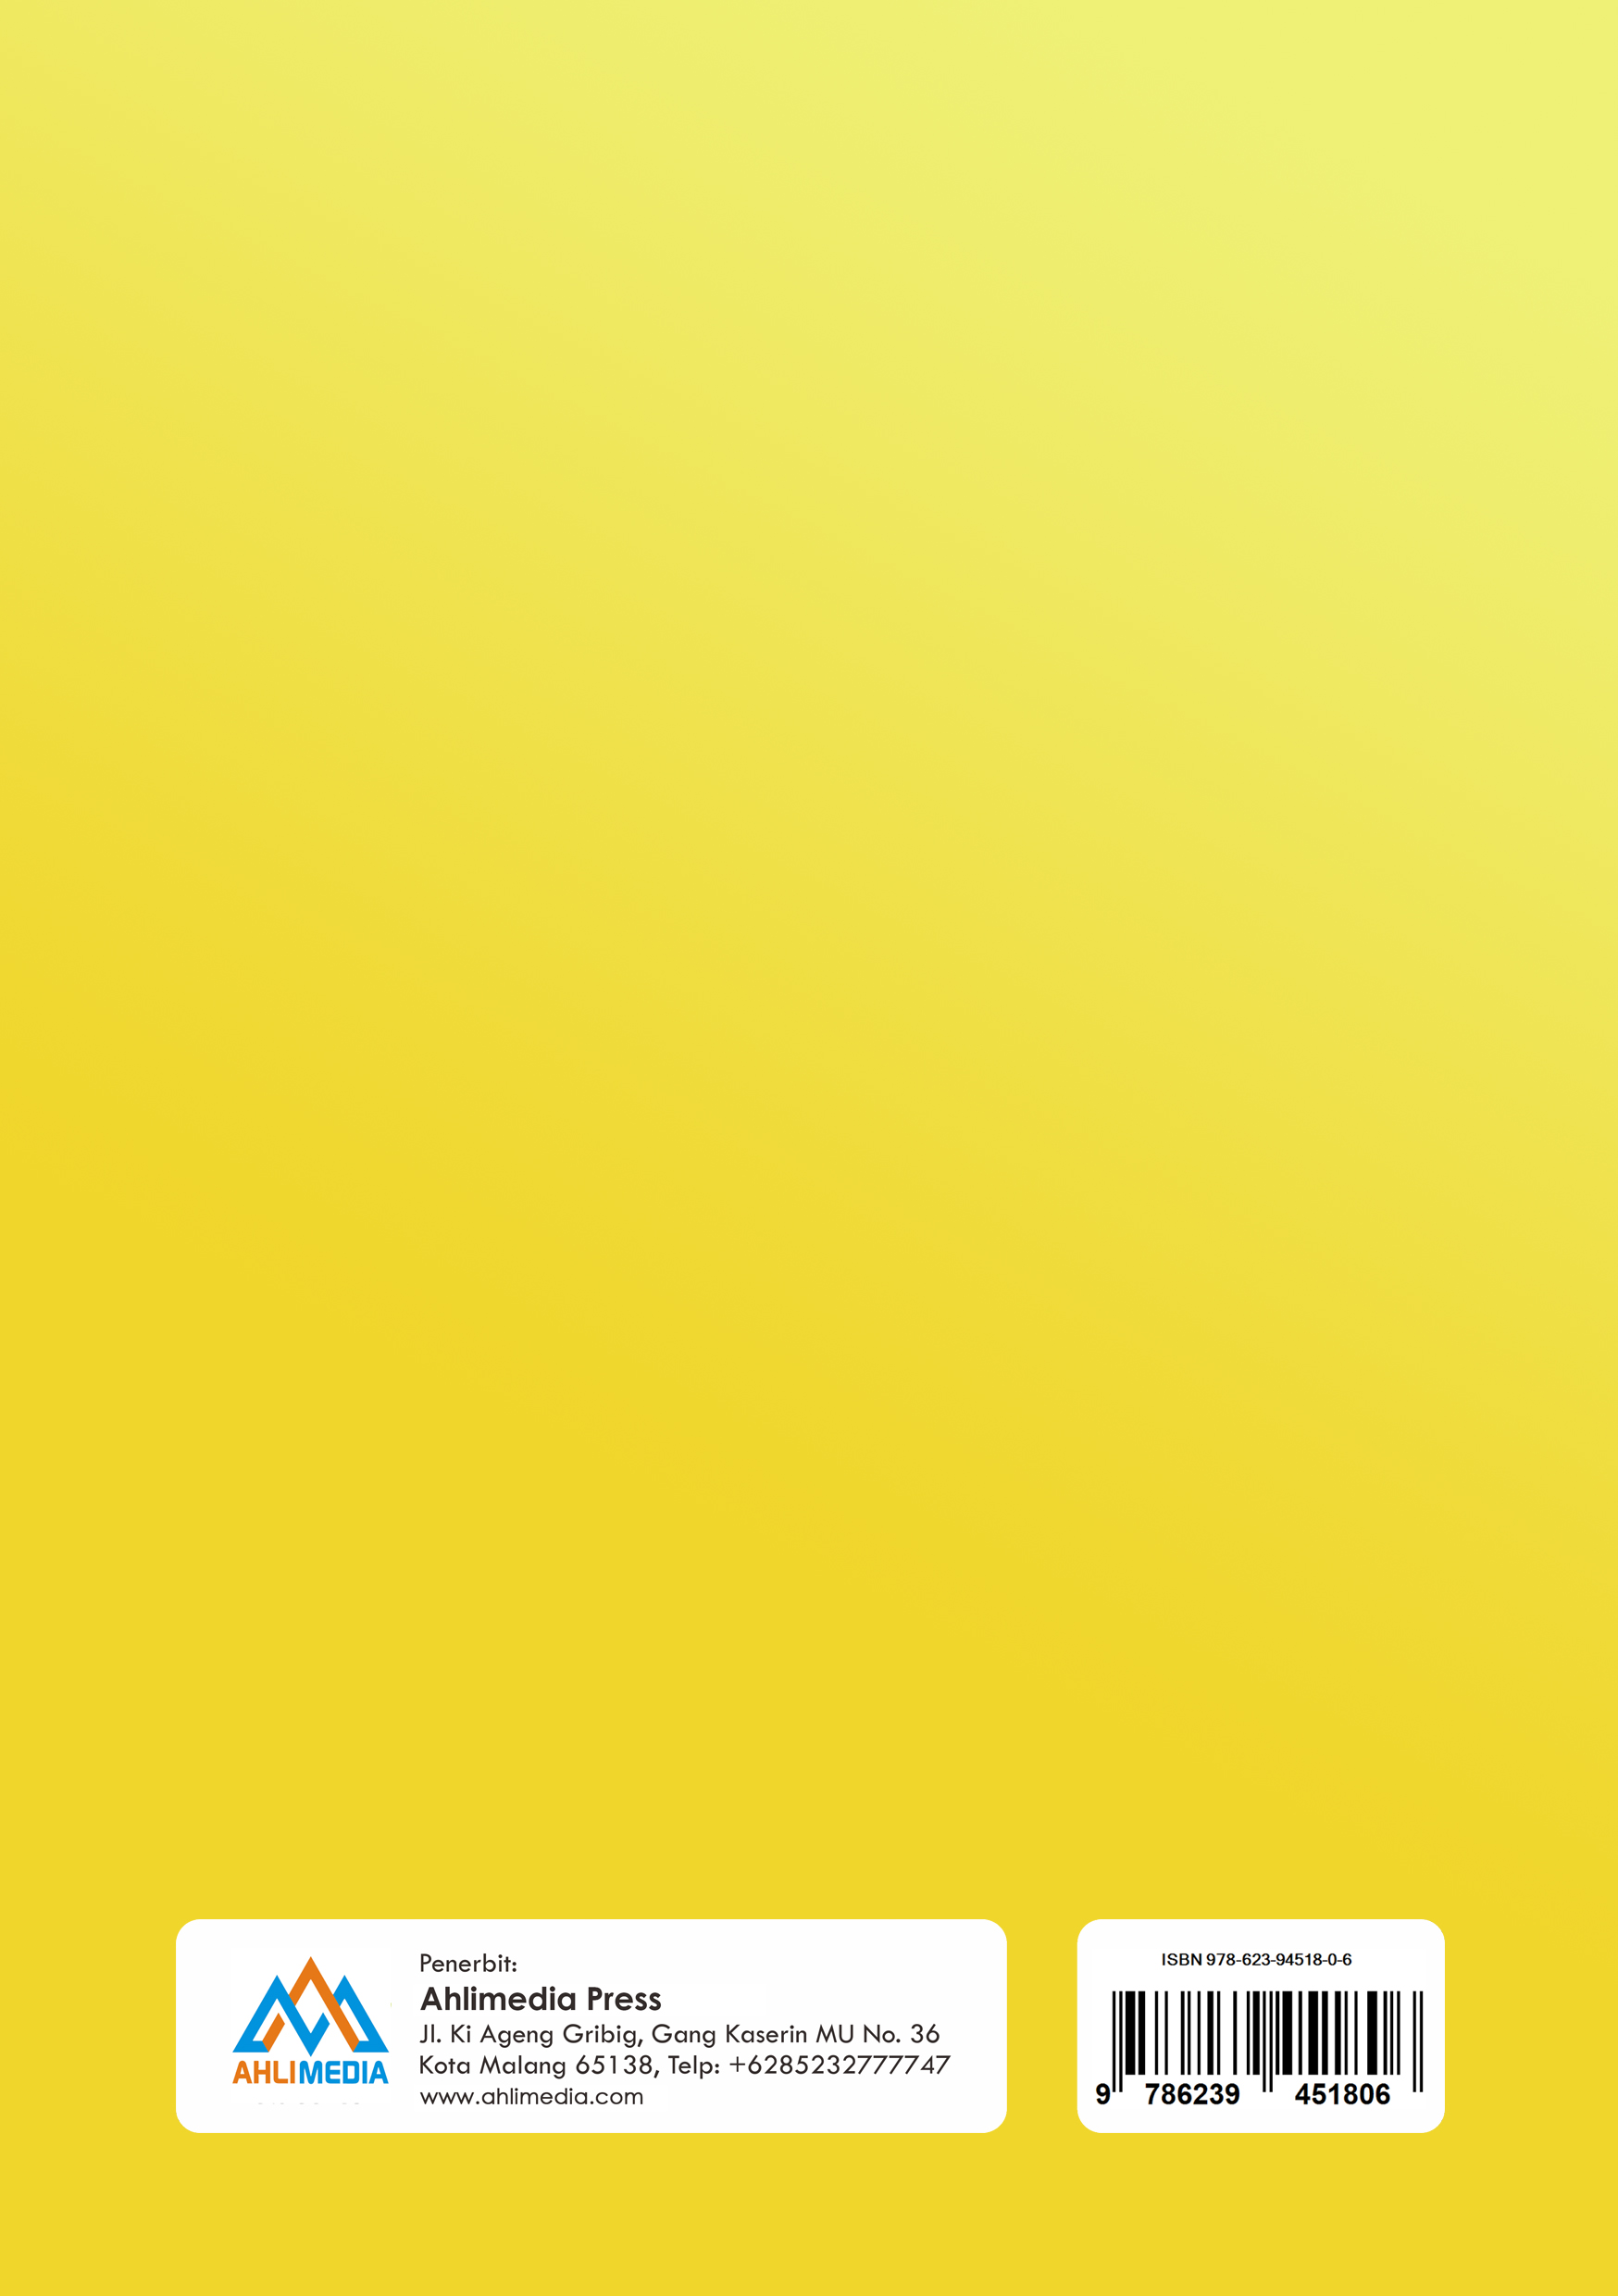 AHLIMEDIA
Penerbit:
Ahlimedia Press
Jl. Ki Ageng Gribig, Gang Kaserin MU No. 36
Kota Malang 65138, Telp: +6285232777747
www.ahlimedia.com
ISBN 978-623-94518-0-6
9 786239 451806